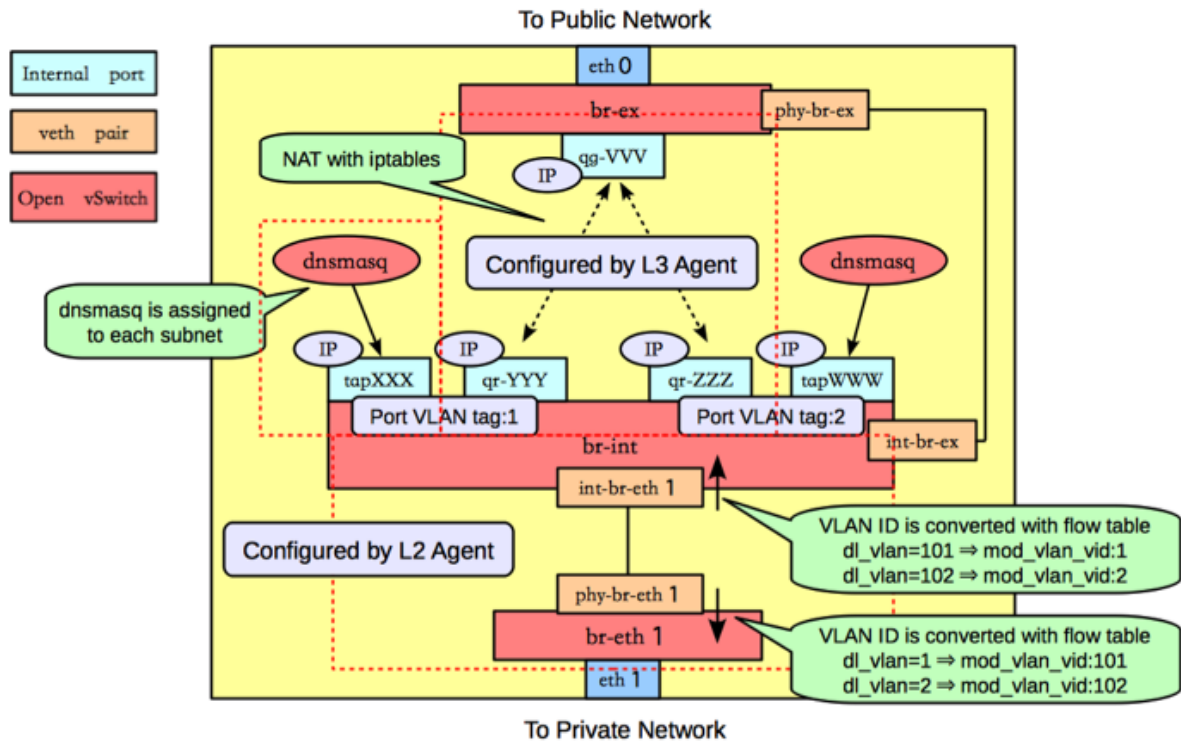 To Public Network
Internal port
veth pair
Open vSwitch
eth 0
br-ex
phy-br-ex
NAT with iptables
qg-VVV
IP
dnsmasq
Configured by L3 Agent
dnsmasq
dnsmasq is assigned
to each subnet
IP
IP
IP
IP
tapXXX
qr-YYY
qr-ZZZ
tapWWW
Port VLAN tag:1
Port VLAN tag:2
br-int
int-br-ex
int-br-eth 1
Configured by L2 Agent
VLAN ID is converted with flow table
dl_vlan=101 ⇒ mod_vlan_vid:1
dl_vlan=102 ⇒ mod_vlan_vid:2
phy-br-eth 1
br-eth 1
VLAN ID is converted with flow table
dl_vlan=1 ⇒ mod_vlan_vid:101
dl_vlan=2 ⇒ mod_vlan_vid:102
eth 1
To Private Network